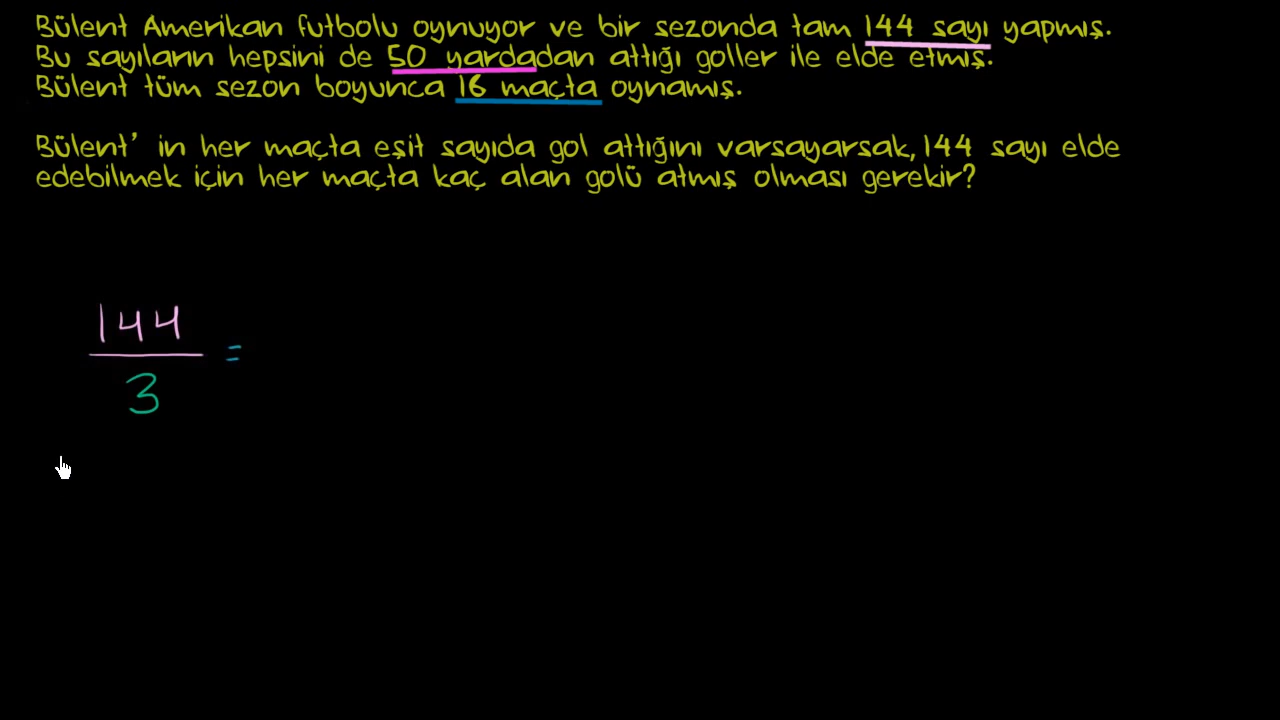 Bülent Amerikan futbolu oynuyor ve bir sezonda tam 144 sayı yapmış.
Bu sayıların hepsini de 50 yardadan attığı goller ile elde etmiş.
Bülent tüm sezon boyunca 16 maçta oynamış.
Bülent' in her maçta eşit sayıda gol attığını varsayarsak, 144 sayı elde
edebilmek için her maçta kaç alan golü atmış olması gerekir?
144
=
3